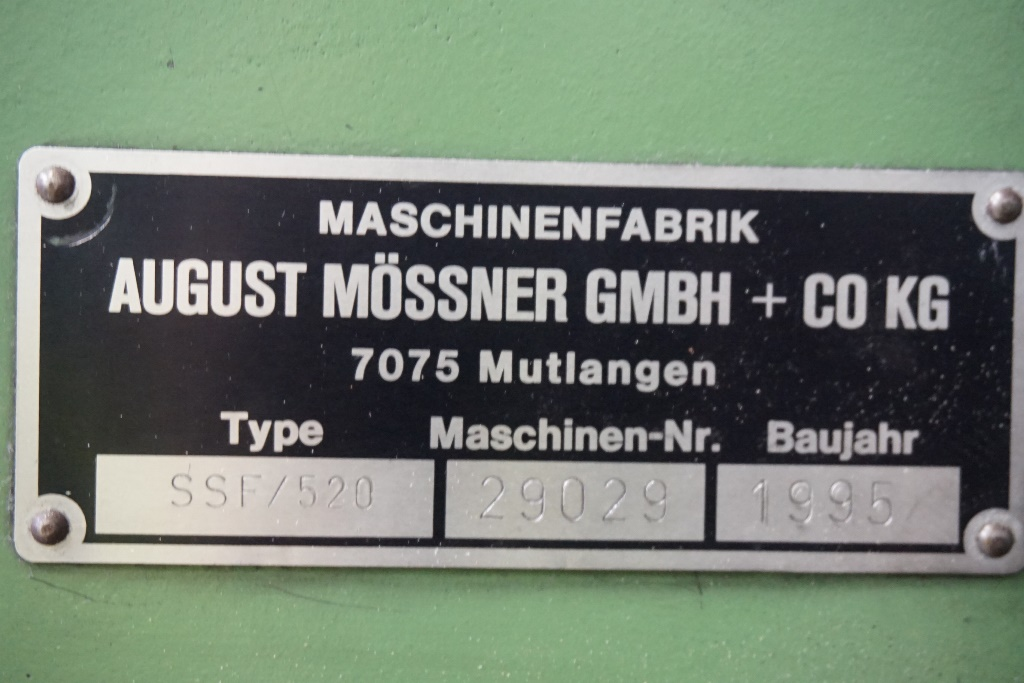 MASCHINENFABRIK
AUGUST MÖSSNER GMBH + CO KG
7075 Mutlangen
Type Maschinen-Nr. Baujahr
SSF/520 29029 1995